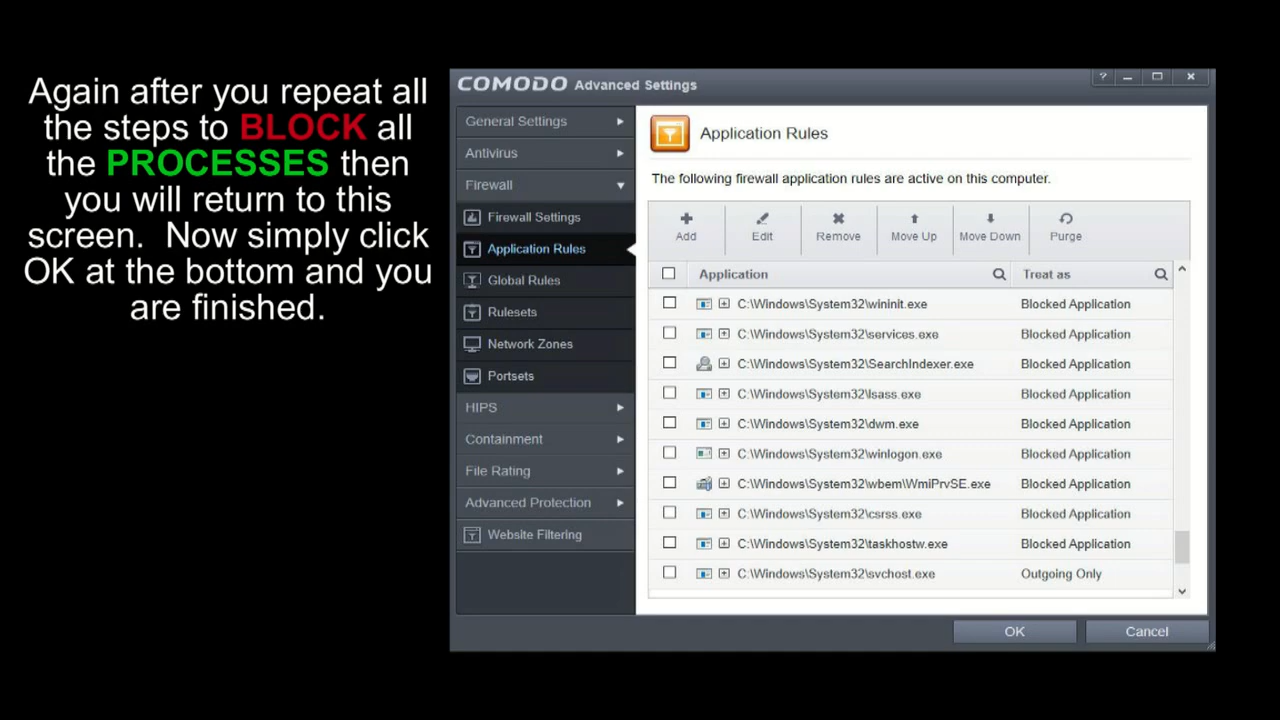 Again after you repeat all
the steps to BLOCK all
the PROCESSES then
you will return to this
screen.  Now simply click
OK at the bottom and you
are finished.
COMODO Advanced Settings
?
General Settings
Antivirus
Firewall
Firewall Settings
Application Rules
Global Rules
Rulesets
Network Zones
Portsets
HIPS
Containment
File Rating
Advanced Protection
Website Filtering
Application Rules
The following firewall application rules are active on this computer.
Add Edit Remove Move Up Move Down Purge
Application Treat as
C:\Windows\System32\wininit.exe Blocked Application
C:\Windows\System32\services.exe Blocked Application
C:\Windows\System32\SearchIndexer.exe Blocked Application
C:\Windows\System32\lsass.exe Blocked Application
C:\Windows\System32\dwm.exe Blocked Application
C:\Windows\System32\winlogon.exe Blocked Application
C:\Windows\System32\wbem\WmiPrvSE.exe Blocked Application
C:\Windows\System32\csrss.exe Blocked Application
C:\Windows\System32\taskhostw.exe Blocked Application
C:\Windows\System32\svchost.exe Outgoing Only
OK Cancel